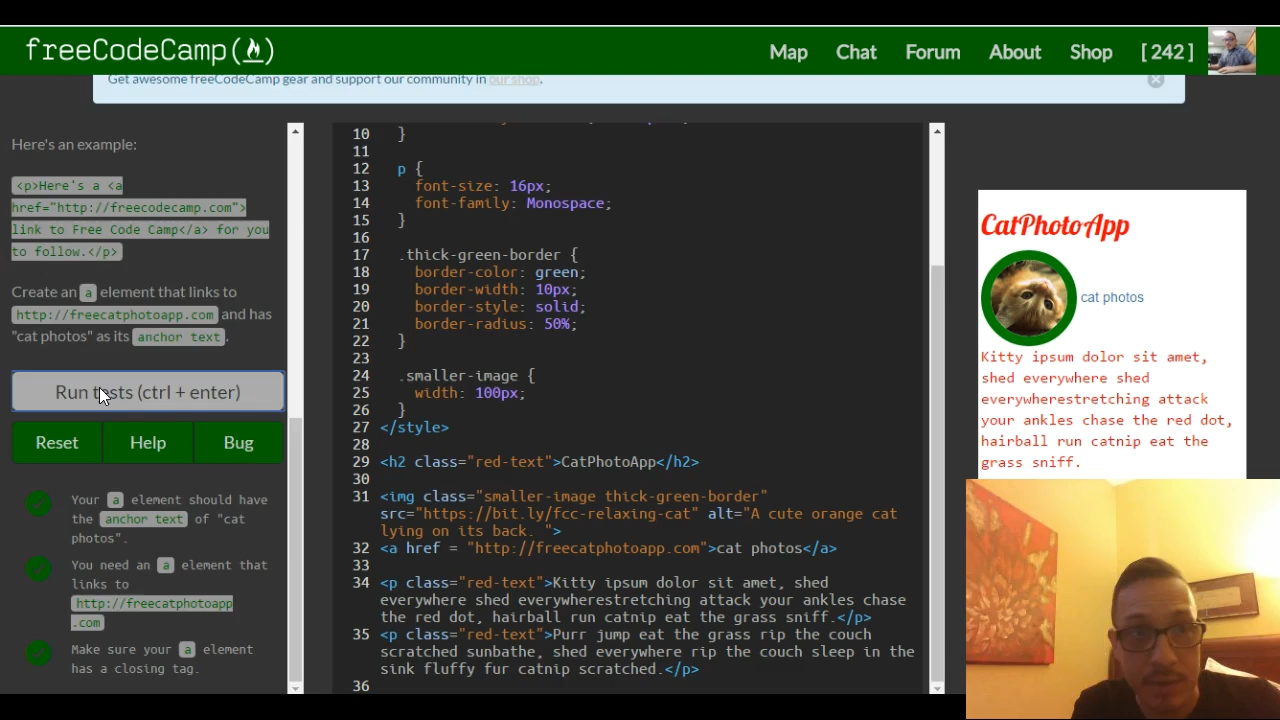 freeCodeCamp(
)
Map
Chat
Forum
About
Shop
[ 242 ]
Get awesome freeCodeCamp gear and support our community in our shop.
Here's an example:
<p>Here's a <a
href="http://freecodecamp.com">
link to Free Code Camp</a> for you
to follow.</p>
Create an a element that links to
http://freecatphotoapp.com and has
"cat photos" as its anchor text.
Run tests (ctrl + enter)
Reset
Help
Bug
Your a element should have
the anchor text of "cat
photos".
You need an a element that
links to
http://freecatphotoapp
.com
Make sure your a element
has a closing tag.
10 }
11
12 p {
13 font-size: 16px;
14 font-family: Monospace;
15 }
16
17 .thick-green-border {
18 border-color: green;
19 border-width: 10px;
20 border-style: solid;
21 border-radius: 50%;
22 }
23
24 .smaller-image {
25 width: 100px;
26 }
27 </style>
28
29 <h2 class="red-text">CatPhotoApp</h2>
30
31 <img class="smaller-image thick-green-border"
src="https://bit.ly/fcc-relaxing-cat" alt="A cute orange cat
lying on its back. ">
32 <a href = "http://freecatphotoapp.com">cat photos</a>
33
34 <p class="red-text">Kitty ipsum dolor sit amet, shed
everywhere shed everywherestretching attack your ankles chase
the red dot, hairball run catnip eat the grass sniff.</p>
35 <p class="red-text">Purr jump eat the grass rip the couch
scratched sunbathe, shed everywhere rip the couch sleep in the
sink fluffy fur catnip scratched.</p>
36
CatPhotoApp
cat photos
Kitty ipsum dolor sit amet,
shed everywhere shed
everywherestretching attack
your ankles chase the red dot,
hairball run catnip eat the
grass sniff.